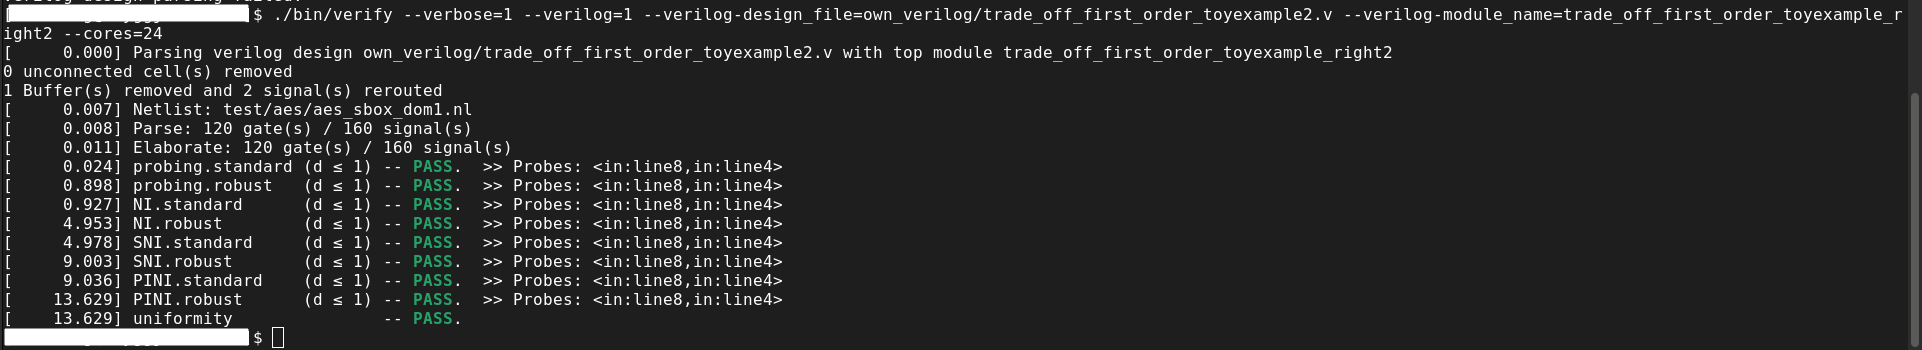 $ ./bin/verify --verbose=1 --verilog=1 --verilog-design_file=own_verilog/trade_off_first_order_toyexample2.v --verilog-module_name=trade_off_first_order_toyexample_r
ight2 --cores=24
[     0.000] Parsing verilog design own_verilog/trade_off_first_order_toyexample2.v with top module trade_off_first_order_toyexample_right2
0 unconnected cell(s) removed
1 Buffer(s) removed and 2 signal(s) rerouted
[     0.007] Netlist: test/aes/aes_sbox_dom1.nl
[     0.008] Parse: 120 gate(s) / 160 signal(s)
[     0.011] Elaborate: 120 gate(s) / 160 signal(s)
[     0.024] probing.standard (d ≤ 1) -- PASS.  >> Probes: <in:line8,in:line4>
[     0.898] probing.robust   (d ≤ 1) -- PASS.  >> Probes: <in:line8,in:line4>
[     0.927] NI.standard      (d ≤ 1) -- PASS.  >> Probes: <in:line8,in:line4>
[     4.953] NI.robust        (d ≤ 1) -- PASS.  >> Probes: <in:line8,in:line4>
[     4.978] SNI.standard     (d ≤ 1) -- PASS.  >> Probes: <in:line8,in:line4>
[     9.003] SNI.robust       (d ≤ 1) -- PASS.  >> Probes: <in:line8,in:line4>
[     9.036] PINI.standard    (d ≤ 1) -- PASS.  >> Probes: <in:line8,in:line4>
[    13.629] PINI.robust      (d ≤ 1) -- PASS.  >> Probes: <in:line8,in:line4>
[    13.629] uniformity               -- PASS.
$